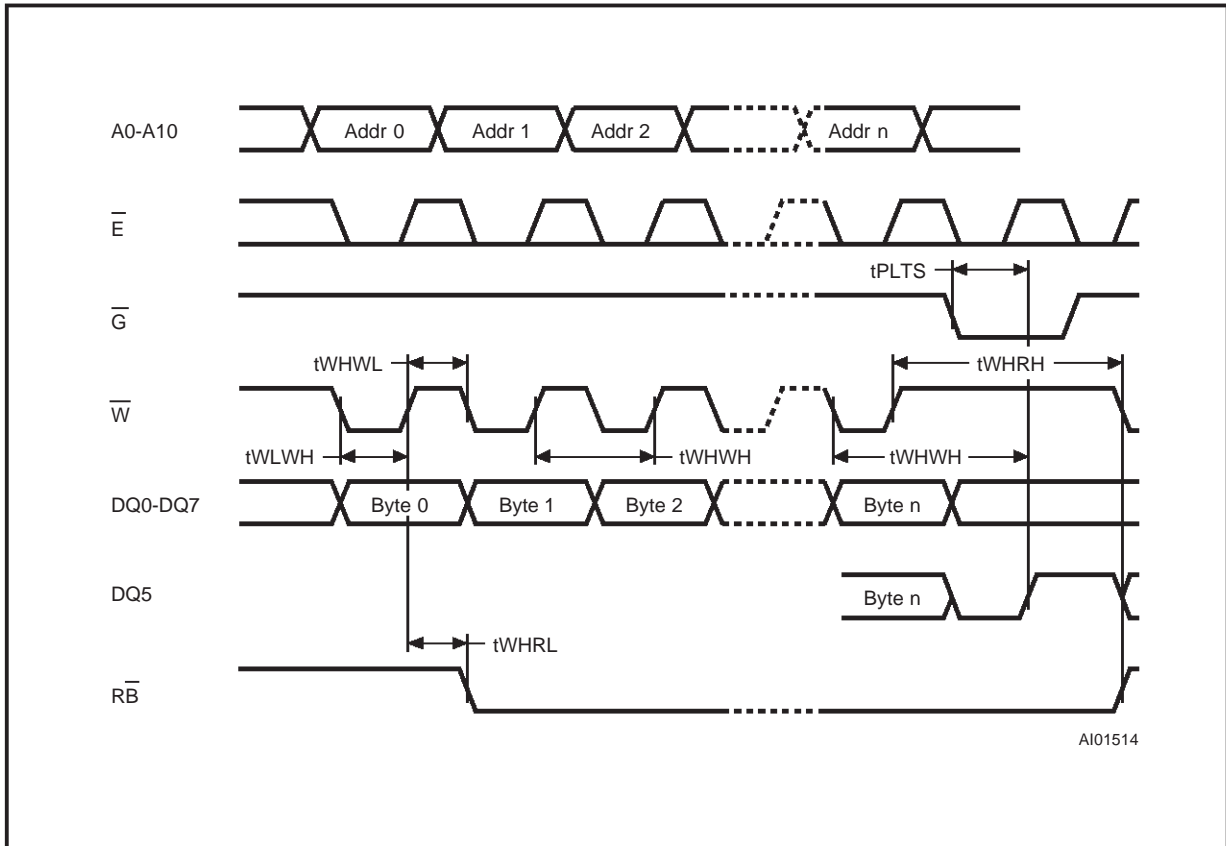 A0-A10
Addr 0 Addr 1 Addr 2 Addr n
E̅
tPLTS
G̅
tWHWL tWHRH
W̅
tWLWH tWHWH tWHWH
DQ0-DQ7 Byte 0 Byte 1 Byte 2 Byte n
DQ5 Byte n
tWHRL
RB̅
AI01514